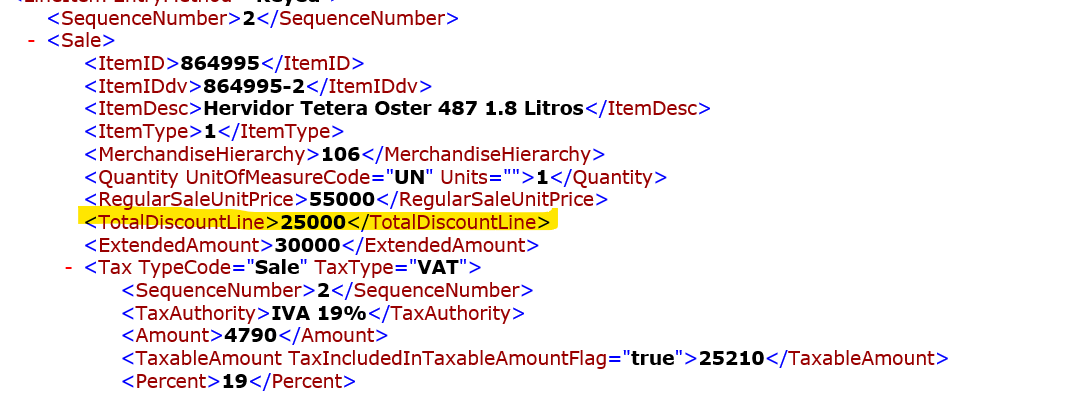 <SequenceNumber>2</SequenceNumber>
- <Sale>
<ItemID>864995</ItemID>
<ItemIDdv>864995-2</ItemIDdv>
<ItemDesc>Hervidor Tetera Oster 487 1.8 Litros</ItemDesc>
<ItemType>1</ItemType>
<MerchandiseHierarchy>106</MerchandiseHierarchy>
<Quantity UnitOfMeasureCode="UN" Units="">1</Quantity>
<RegularSaleUnitPrice>55000</RegularSaleUnitPrice>
<TotalDiscountLine>25000</TotalDiscountLine>
<ExtendedAmount>30000</ExtendedAmount>
- <Tax TypeCode="Sale" TaxType="VAT">
<SequenceNumber>2</SequenceNumber>
<TaxAuthority>IVA 19%</TaxAuthority>
<Amount>4790</Amount>
<TaxableAmount TaxIncludedInTaxableAmountFlag="true">25210</TaxableAmount>
<Percent>19</Percent>